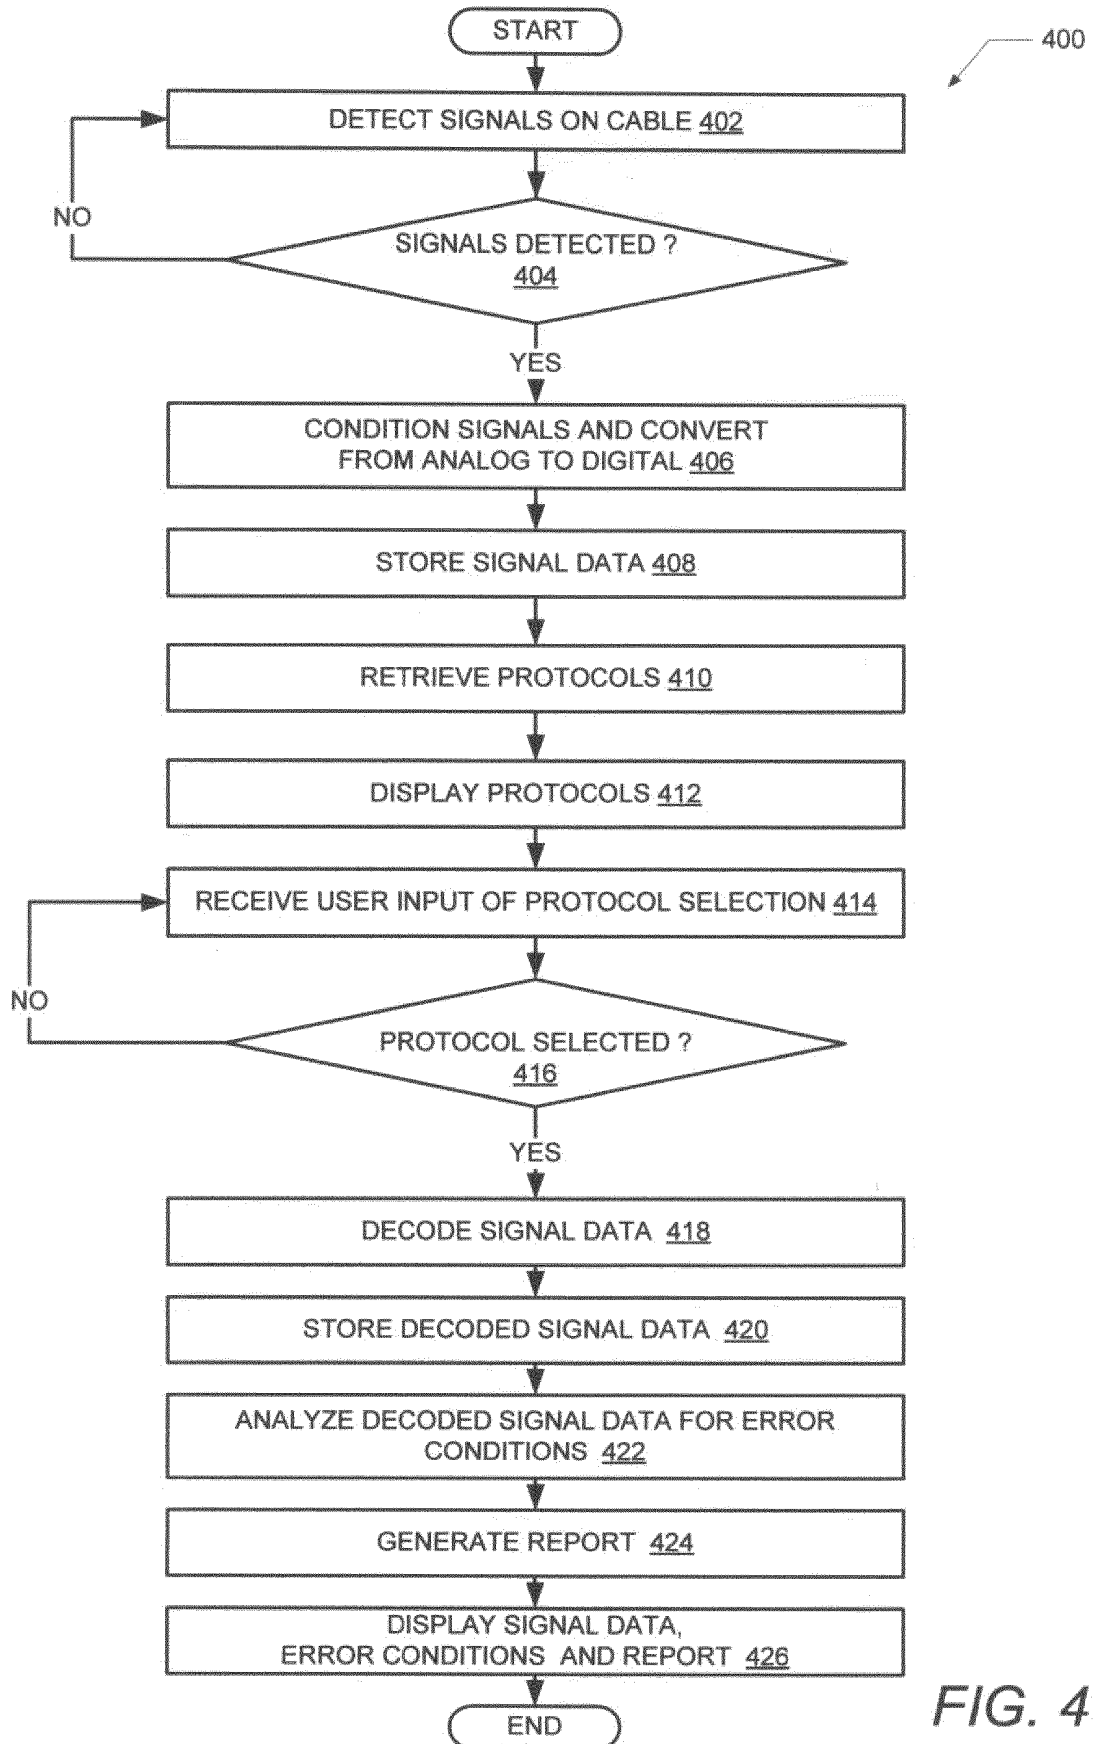 START
400
DETECT SIGNALS ON CABLE 402
NO
SIGNALS DETECTED ?
404
YES
CONDITION SIGNALS AND CONVERT
FROM ANALOG TO DIGITAL 406
STORE SIGNAL DATA 408
RETRIEVE PROTOCOLS 410
DISPLAY PROTOCOLS 412
RECEIVE USER INPUT OF PROTOCOL SELECTION 414
NO
PROTOCOL SELECTED ?
416
YES
DECODE SIGNAL DATA 418
STORE DECODED SIGNAL DATA 420
ANALYZE DECODED SIGNAL DATA FOR ERROR
CONDITIONS 422
GENERATE REPORT 424
DISPLAY SIGNAL DATA,
ERROR CONDITIONS AND REPORT 426
END
FIG. 4